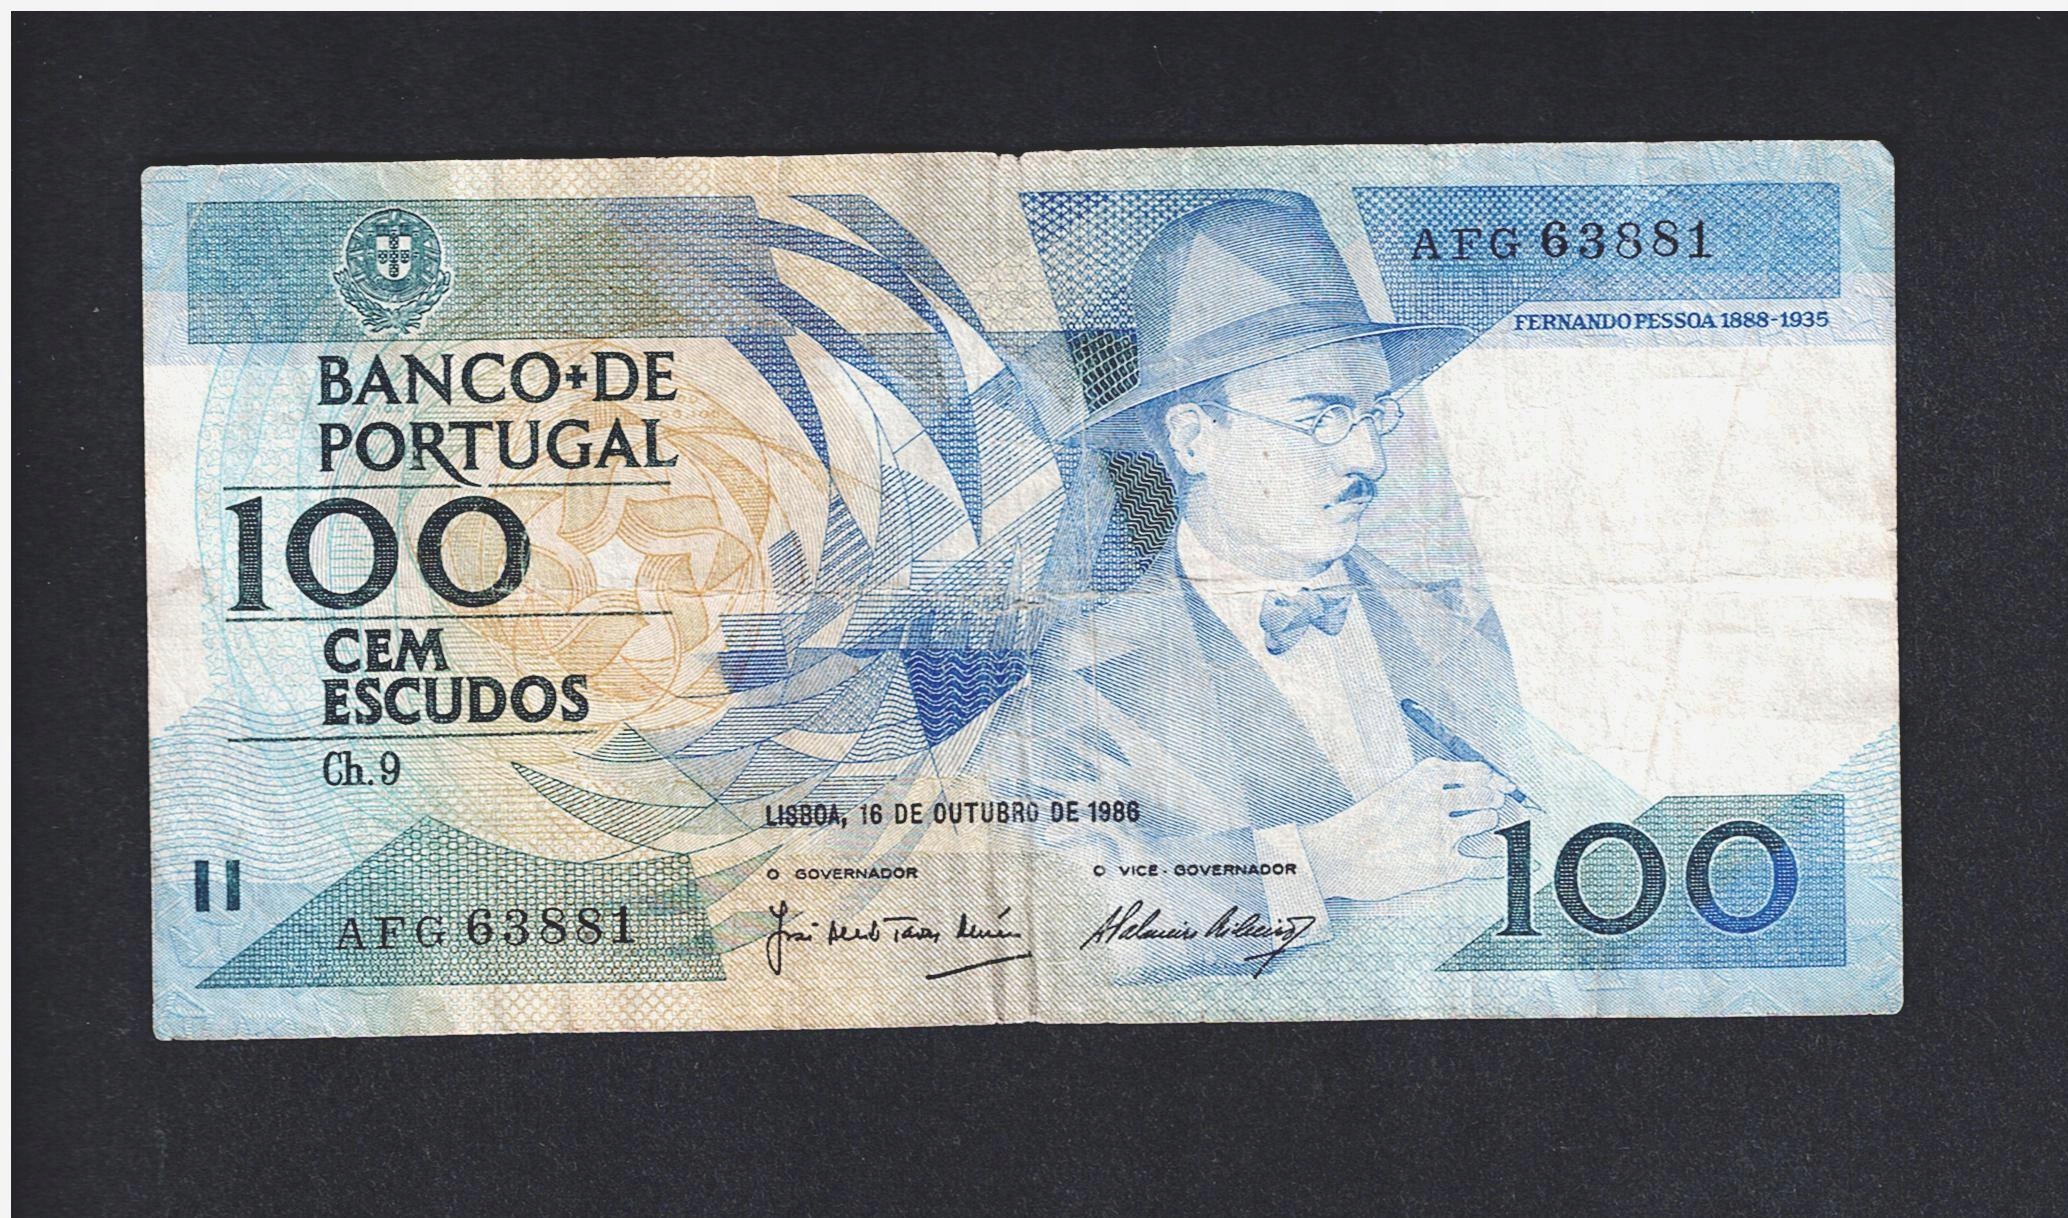 AFG 63881
FERNANDO PESSOA 1888-1935
BANCO+DE
PORTUGAL
100
CEM
ESCUDOS
Ch. 9
LISBOA, 16 DE OUTUBRO DE 1986
O GOVERNADOR
O VICE-GOVERNADOR
AFG 63881
100